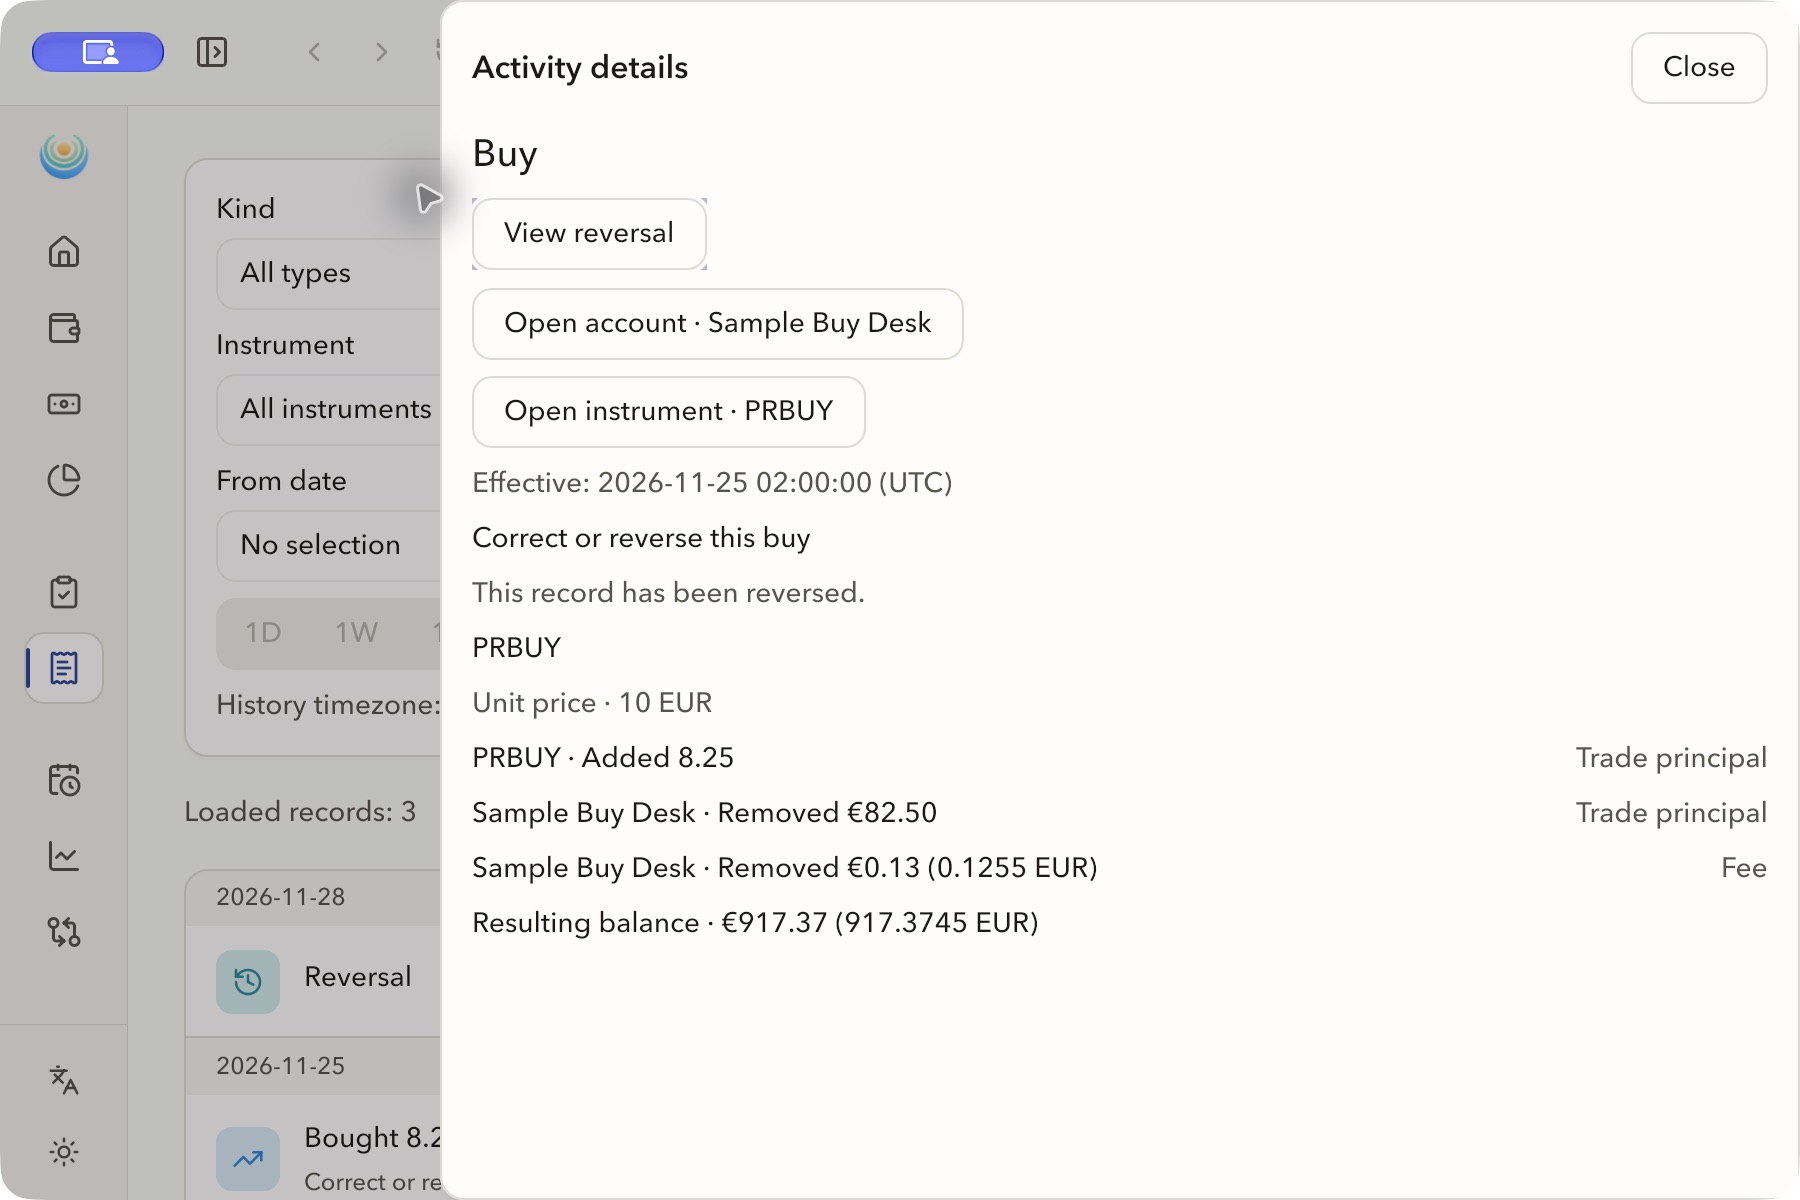 Activity details
Close
Buy
View reversal
Open account · Sample Buy Desk
Open instrument · PRBUY
Effective: 2026-11-25 02:00:00 (UTC)
Correct or reverse this buy
This record has been reversed.
PRBUY
Unit price · 10 EUR
PRBUY · Added 8.25 Trade principal
Sample Buy Desk · Removed €82.50 Trade principal
Sample Buy Desk · Removed €0.13 (0.1255 EUR) Fee
Resulting balance · €917.37 (917.3745 EUR)
Kind
All types
Instrument
All instruments
From date
No selection
1D 1W
History timezone:
Loaded records: 3
2026-11-28
Reversal
2026-11-25
Bought
Correct or